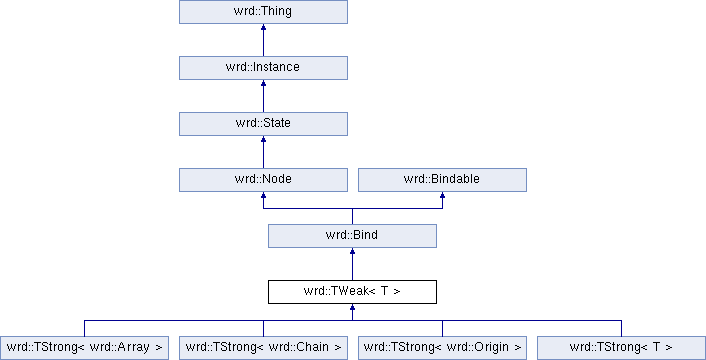 wrd::Thing
wrd::Instance
wrd::State
wrd::Node
wrd::Bindable
wrd::Bind
wrd::TWeak< T >
wrd::TStrong< wrd::Array >
wrd::TStrong< wrd::Chain >
wrd::TStrong< wrd::Origin >
wrd::TStrong< T >